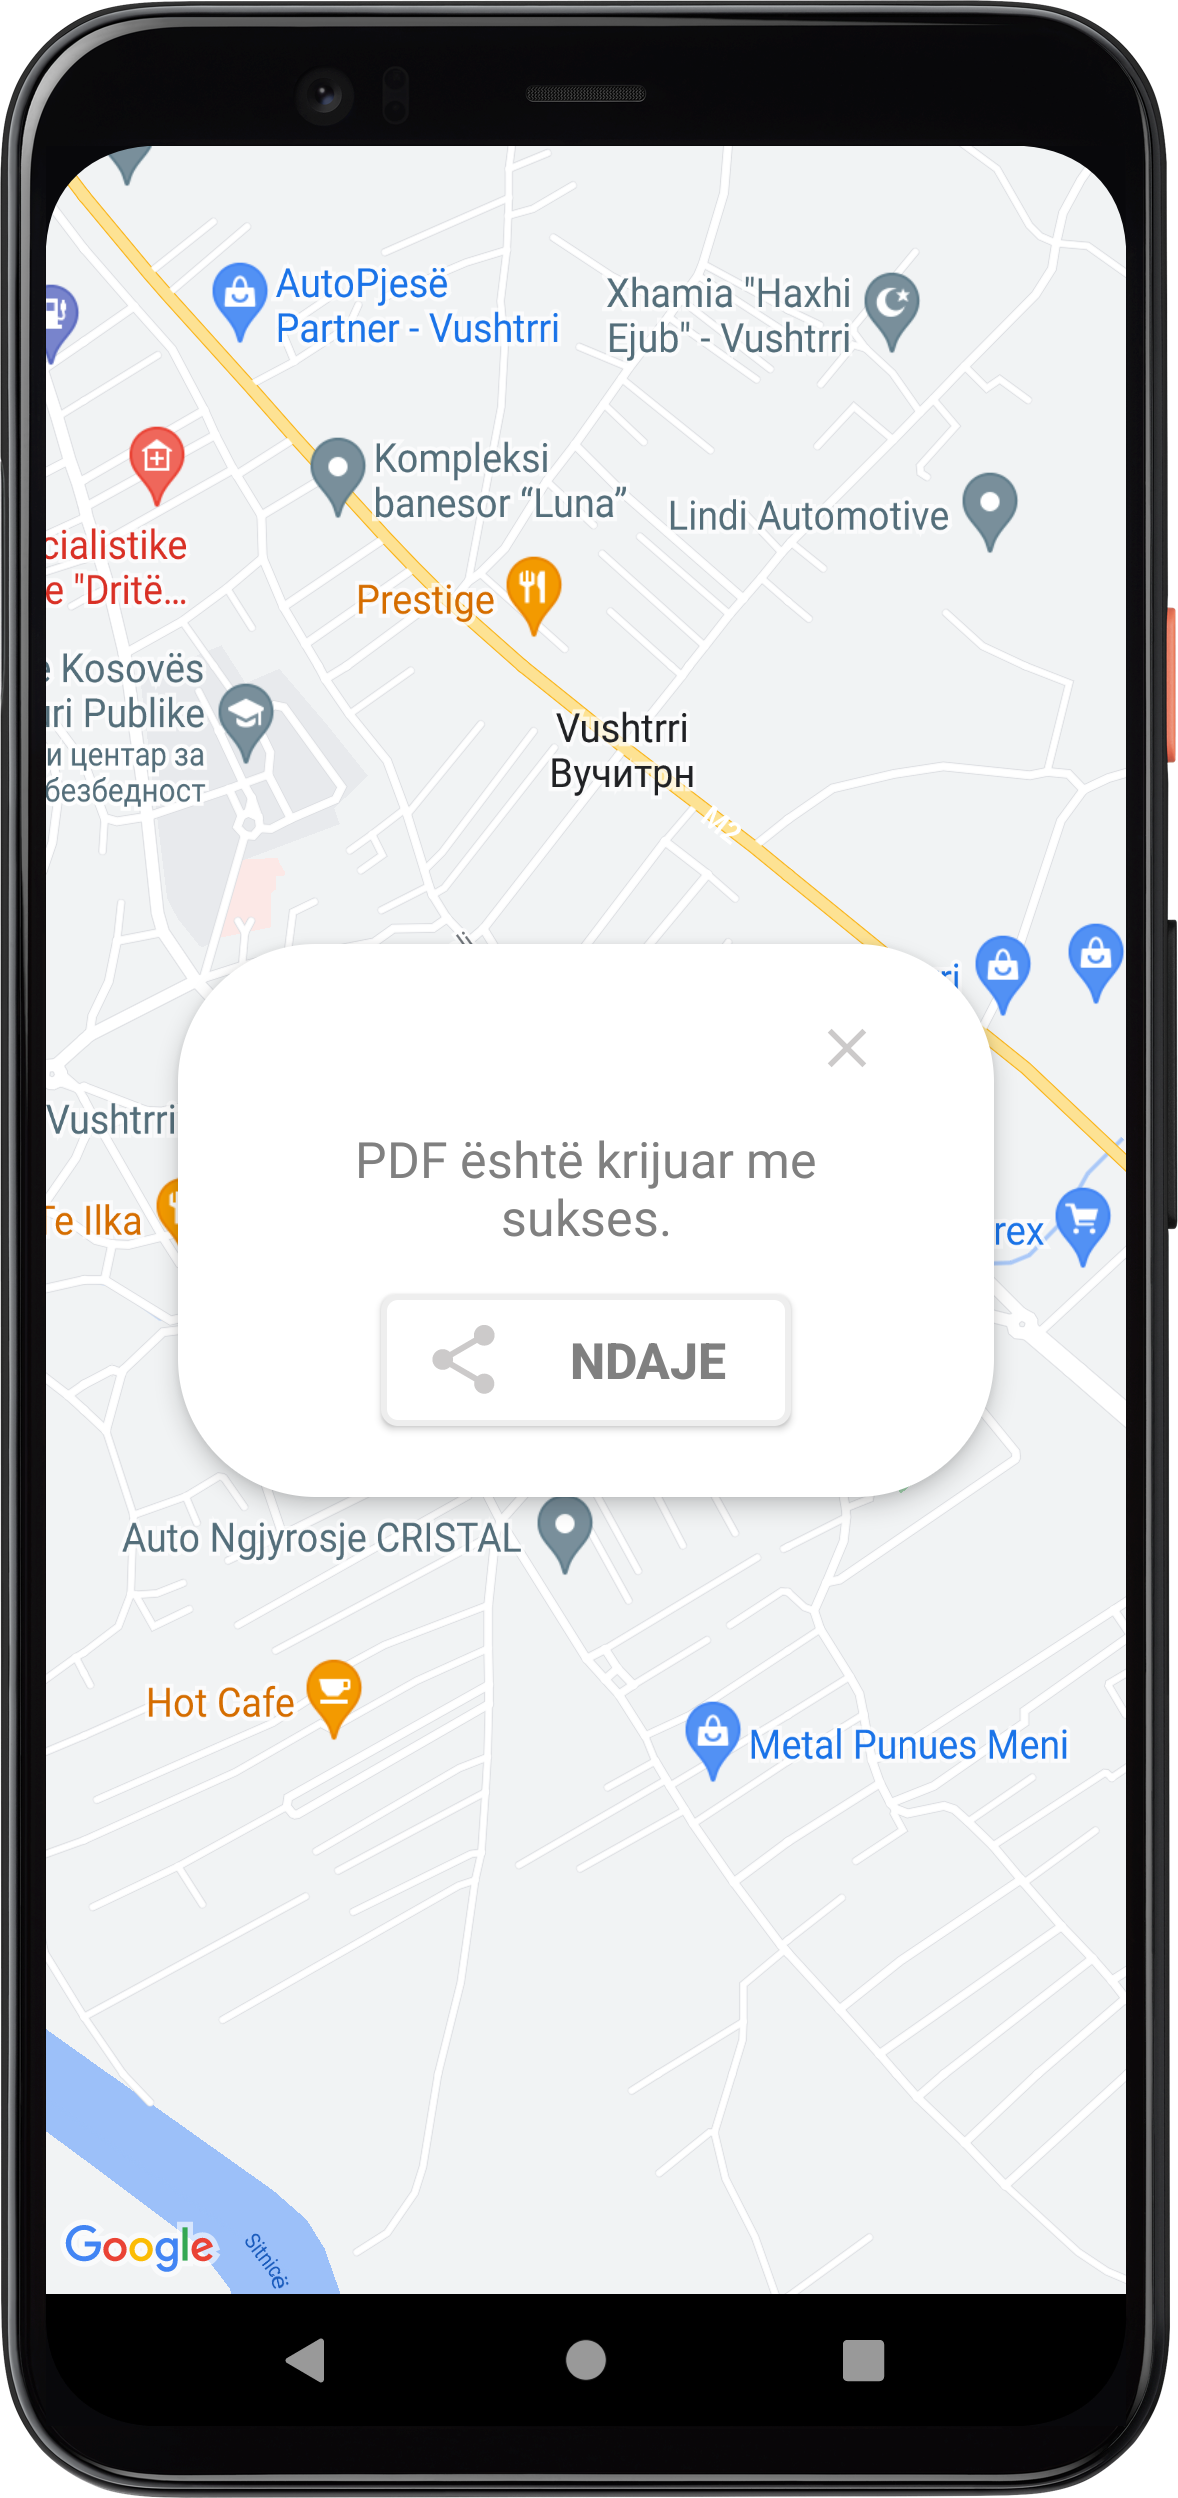 AutoPjesë
Partner - Vushtrri
Xhamia "Haxhi
Ejub" - Vushtrri
Kompleksi
banesor “Luna”
Lindi Automotive
cialistike
e "Dritë...
Prestige
e Kosovës
uri Publike
и центар за
безбедност
Vushtrri
Вучитрн
M2
ri
Vushtrri
PDF është krijuar me
sukses.
Te Ilka
rex
NDAJE
Auto Ngjyrosje CRISTAL
Hot Cafe
Metal Punues Meni
Google
Sitnicë